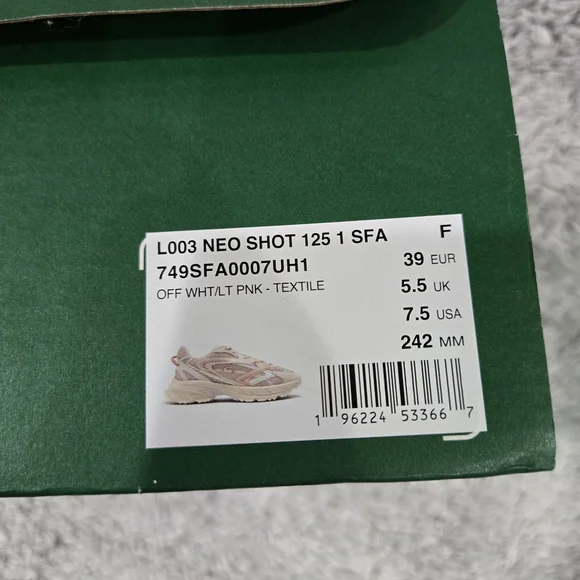 L003 NEO SHOT 125 1 SFA F
749SFA0007UH1 39 EUR
OFF WHT/LT PNK - TEXTILE 5.5 UK
7.5 USA
242 MM
1 96224 53366 7